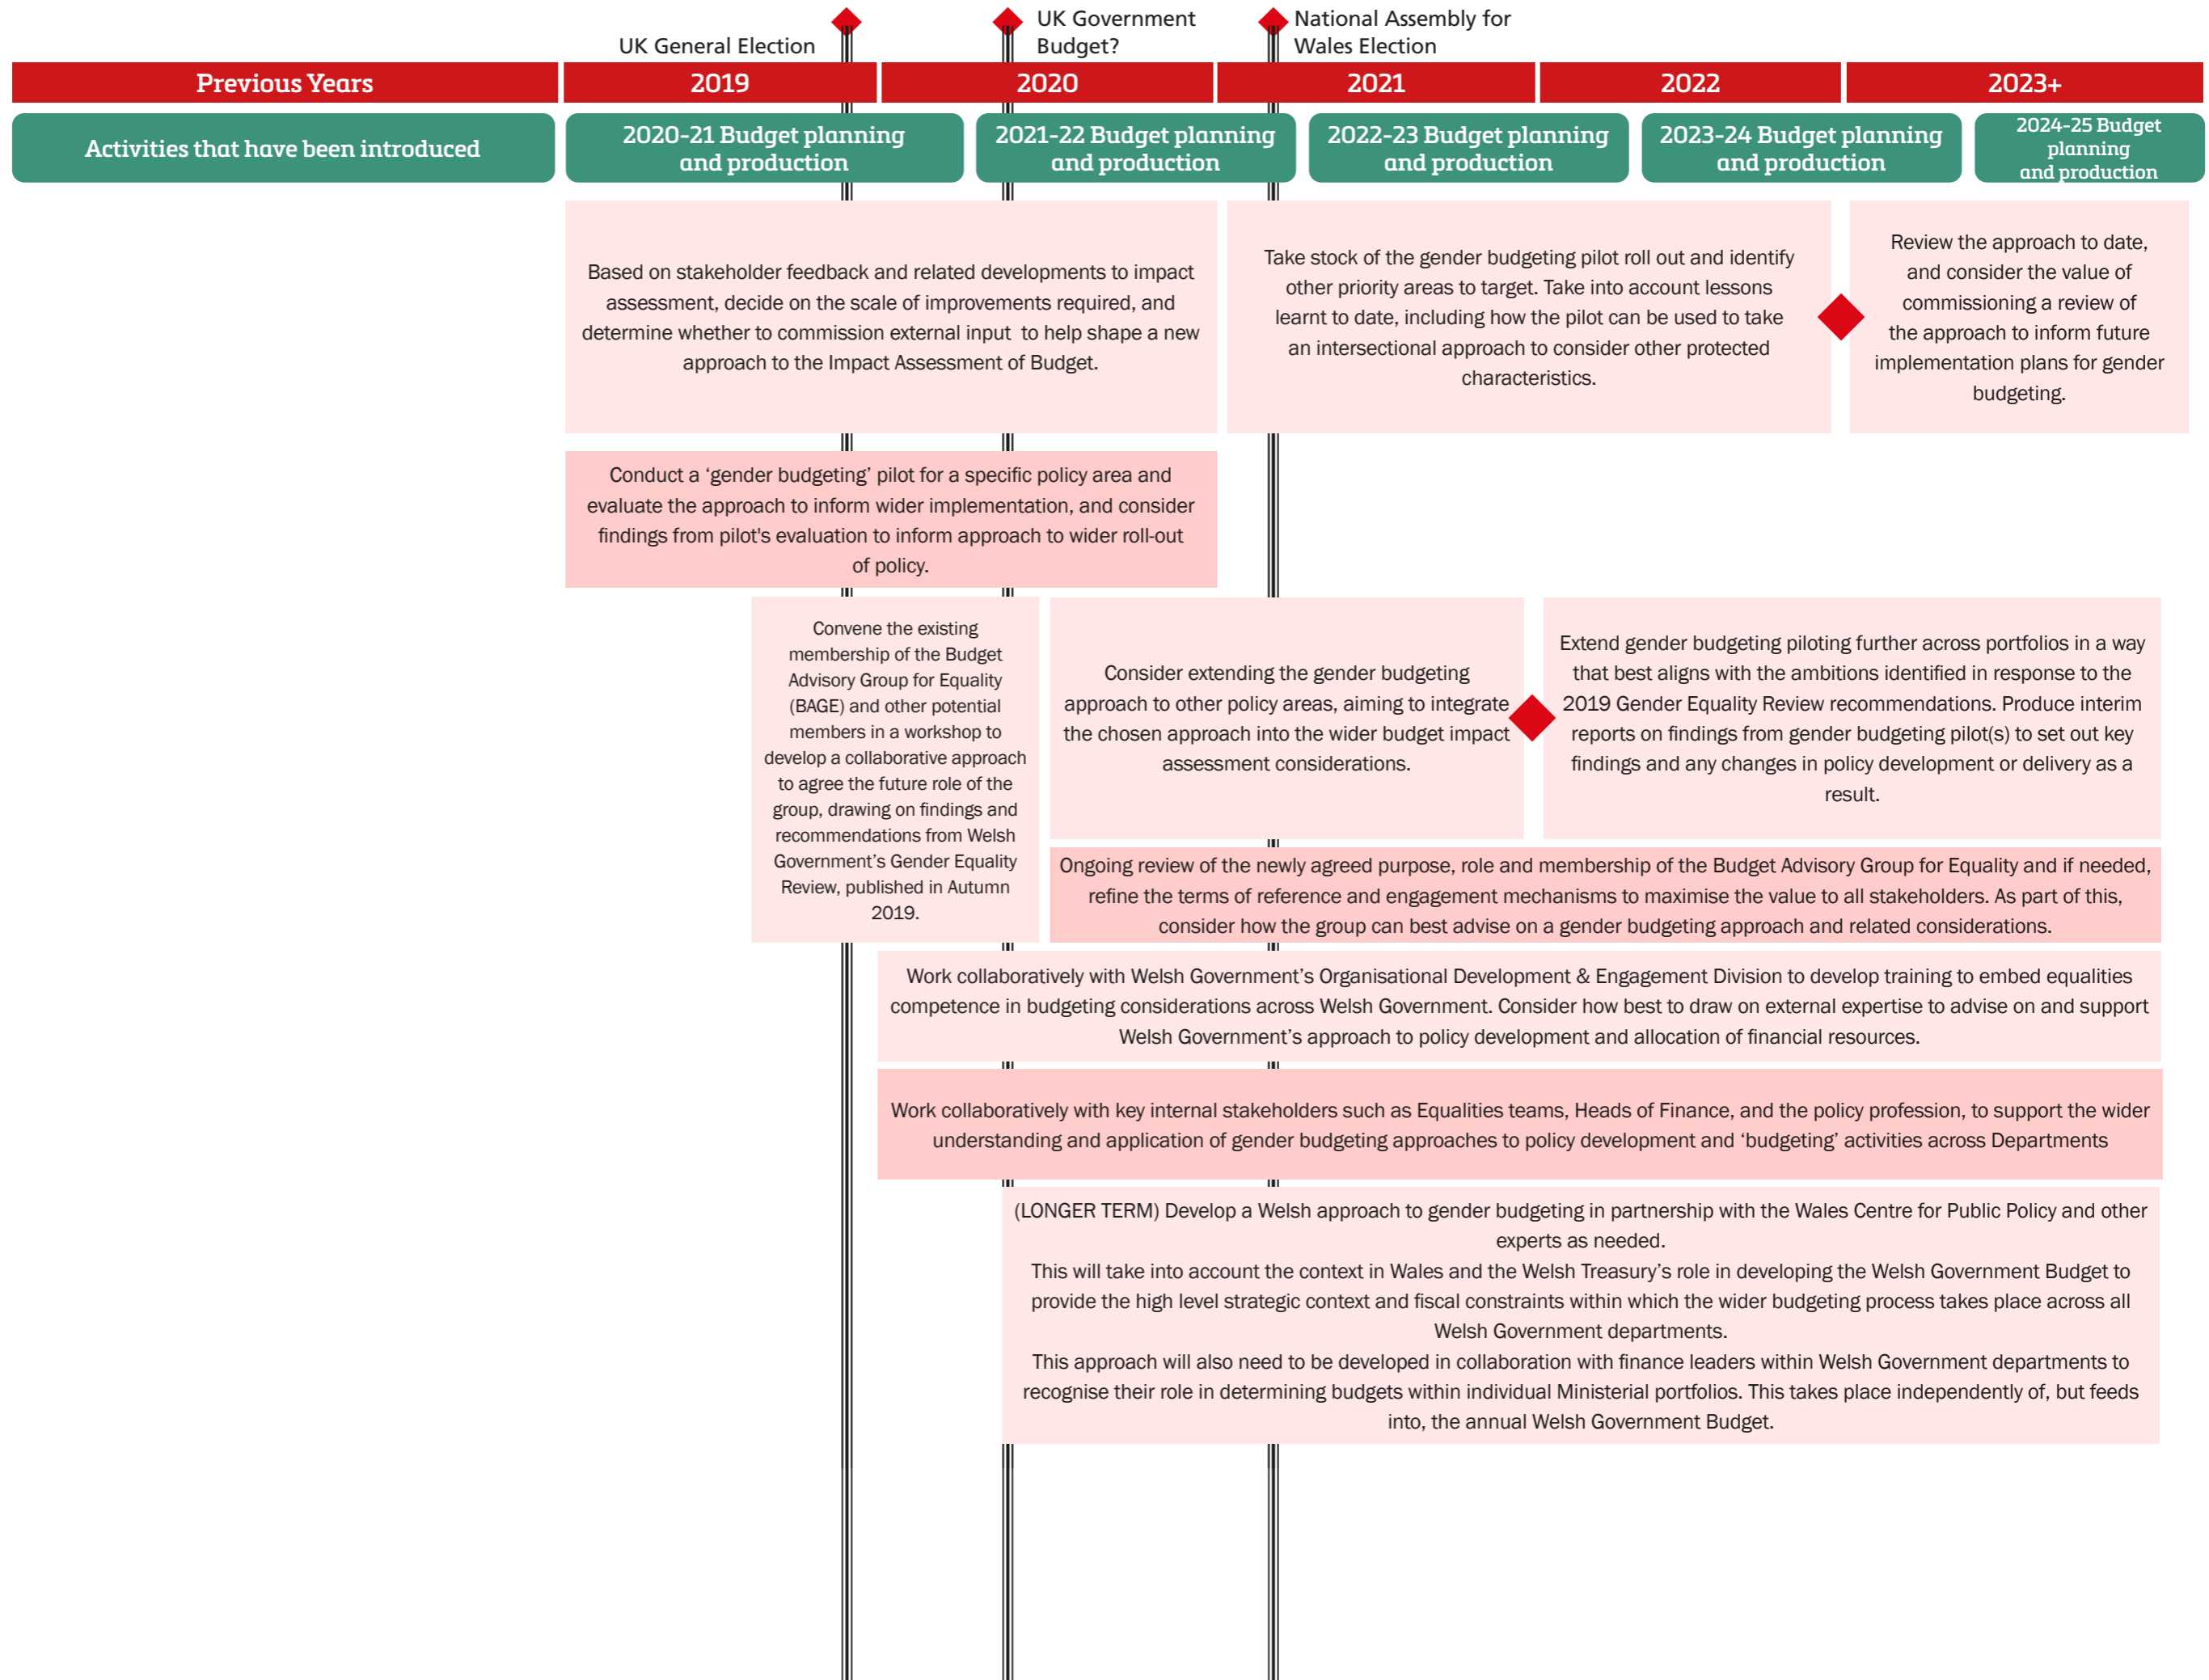 UK General Election
UK Government
Budget?
National Assembly for
Wales Election
Previous Years
2019
2020
2021
2022
2023+
Activities that have been introduced
2020-21 Budget planning
and production
2021-22 Budget planning
and production
2022-23 Budget planning
and production
2023-24 Budget planning
and production
2024-25 Budget
planning
and production
Based on stakeholder feedback and related developments to impact
assessment, decide on the scale of improvements required, and
determine whether to commission external input to help shape a new
approach to the Impact Assessment of Budget.
Take stock of the gender budgeting pilot roll out and identify
other priority areas to target. Take into account lessons
learnt to date, including how the pilot can be used to take
an intersectional approach to consider other protected
characteristics.
Review the approach to date,
and consider the value of
commissioning a review of
the approach to inform future
implementation plans for gender
budgeting.
Conduct a ‘gender budgeting’ pilot for a specific policy area and
evaluate the approach to inform wider implementation, and consider
findings from pilot's evaluation to inform approach to wider roll-out
of policy.
Convene the existing
membership of the Budget
Advisory Group for Equality
(BAGE) and other potential
members in a workshop to
develop a collaborative approach
to agree the future role of the
group, drawing on findings and
recommendations from Welsh
Government’s Gender Equality
Review, published in Autumn
2019.
Consider extending the gender budgeting
approach to other policy areas, aiming to integrate
the chosen approach into the wider budget impact
assessment considerations.
Extend gender budgeting piloting further across portfolios in a way
that best aligns with the ambitions identified in response to the
2019 Gender Equality Review recommendations. Produce interim
reports on findings from gender budgeting pilot(s) to set out key
findings and any changes in policy development or delivery as a
result.
Ongoing review of the newly agreed purpose, role and membership of the Budget Advisory Group for Equality and if needed,
refine the terms of reference and engagement mechanisms to maximise the value to all stakeholders. As part of this,
consider how the group can best advise on a gender budgeting approach and related considerations.
Work collaboratively with Welsh Government’s Organisational Development & Engagement Division to develop training to embed equalities
competence in budgeting considerations across Welsh Government. Consider how best to draw on external expertise to advise on and support
Welsh Government’s approach to policy development and allocation of financial resources.
Work collaboratively with key internal stakeholders such as Equalities teams, Heads of Finance, and the policy profession, to support the wider
understanding and application of gender budgeting approaches to policy development and ‘budgeting’ activities across Departments
(LONGER TERM) Develop a Welsh approach to gender budgeting in partnership with the Wales Centre for Public Policy and other
experts as needed.
This will take into account the context in Wales and the Welsh Treasury’s role in developing the Welsh Government Budget to
provide the high level strategic context and fiscal constraints within which the wider budgeting process takes place across all
Welsh Government departments.
This approach will also need to be developed in collaboration with finance leaders within Welsh Government departments to
recognise their role in determining budgets within individual Ministerial portfolios. This takes place independently of, but feeds
into, the annual Welsh Government Budget.